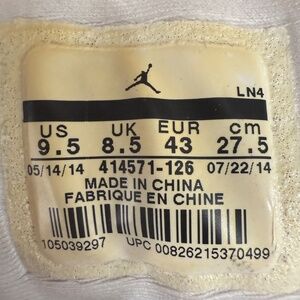 LN4
US UK EUR cm
9.5 8.5 43 27.5
05/14/14 414571-126 07/22/14
MADE IN CHINA
FABRIQUE EN CHINE
105039297 UPC 00826215370499